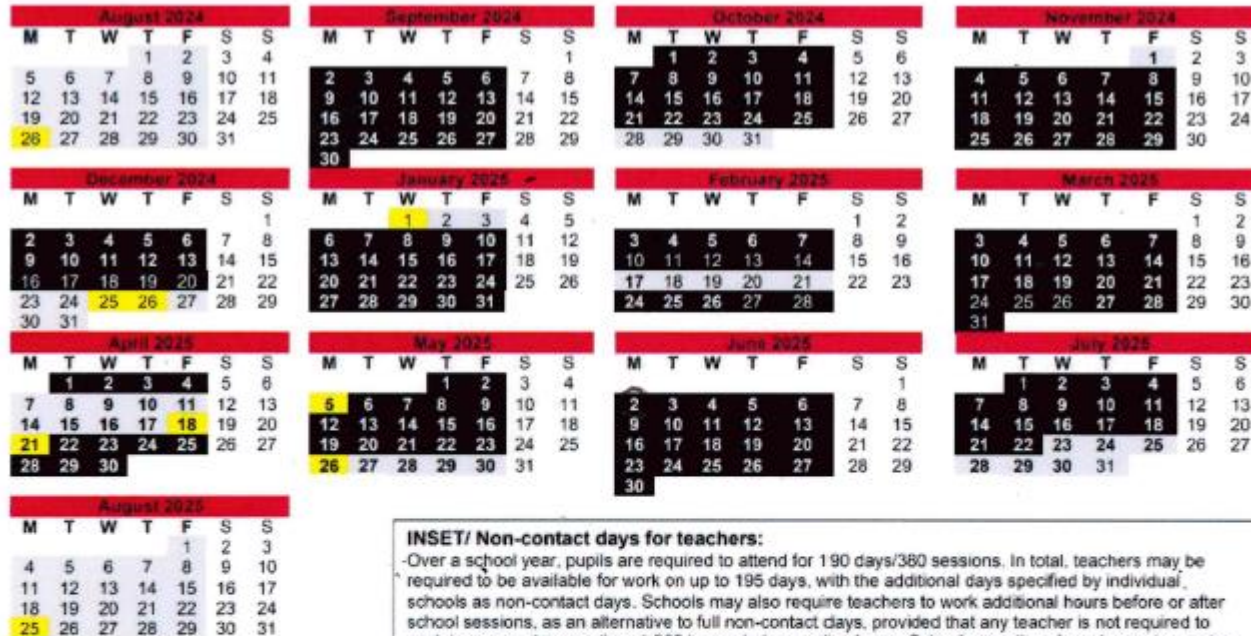 August 2024
M T W T F S S
1 2 3 4
5 6 7 8 9 10 11
12 13 14 15 16 17 18
19 20 21 22 23 24 25
26 27 28 29 30 31
September 2024
M T W T F S S
1
2 3 4 5 6 7 8
9 10 11 12 13 14 15
16 17 18 19 20 21 22
23 24 25 26 27 28 29
30
October 2024
M T W T F S S
1 2 3 4 5 6
7 8 9 10 11 12 13
14 15 16 17 18 19 20
21 22 23 24 25 26 27
28 29 30 31
November 2024
M T W T F S S
1 2 3
4 5 6 7 8 9 10
11 12 13 14 15 16 17
18 19 20 21 22 23 24
25 26 27 28 29 30
December 2024
M T W T F S S
1
2 3 4 5 6 7 8
9 10 11 12 13 14 15
16 17 18 19 20 21 22
23 24 25 26 27 28 29
30 31
January 2025
M T W T F S S
1 2 3 4 5
6 7 8 9 10 11 12
13 14 15 16 17 18 19
20 21 22 23 24 25 26
27 28 29 30 31
February 2025
M T W T F S S
1 2
3 4 5 6 7 8 9
10 11 12 13 14 15 16
17 18 19 20 21 22 23
24 25 26 27 28
March 2025
M T W T F S S
1 2
3 4 5 6 7 8 9
10 11 12 13 14 15 16
17 18 19 20 21 22 23
24 25 26 27 28 29 30
31
April 2025
M T W T F S S
1 2 3 4 5 6
7 8 9 10 11 12 13
14 15 16 17 18 19 20
21 22 23 24 25 26 27
28 29 30
May 2025
M T W T F S S
1 2 3 4
5 6 7 8 9 10 11
12 13 14 15 16 17 18
19 20 21 22 23 24 25
26 27 28 29 30 31
June 2025
M T W T F S S
1
2 3 4 5 6 7 8
9 10 11 12 13 14 15
16 17 18 19 20 21 22
23 24 25 26 27 28 29
30
July 2025
M T W T F S S
1 2 3 4 5 6
7 8 9 10 11 12 13
14 15 16 17 18 19 20
21 22 23 24 25 26 27
28 29 30 31
August 2025
M T W T F S S
1 2 3
4 5 6 7 8 9 10
11 12 13 14 15 16 17
18 19 20 21 22 23 24
25 26 27 28 29 30 31
INSET/ Non-contact days for teachers:
-Over a school year, pupils are required to attend for 190 days/380 sessions. In total, teachers may be
required to be available for work on up to 195 days, with the additional days specified by individual
schools as non-contact days. Schools may also require teachers to work additional hours before or after
school sessions, as an alternative to full non-contact days, provided that any teacher is not required to